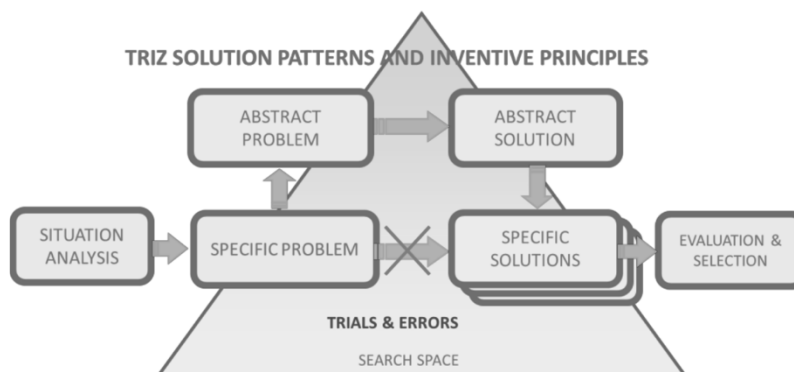 TRIZ SOLUTION PATTERNS AND INVENTIVE PRINCIPLES
ABSTRACT
PROBLEM
ABSTRACT
SOLUTION
SITUATION
ANALYSIS
SPECIFIC PROBLEM
SPECIFIC
SOLUTIONS
EVALUATION &
SELECTION
TRIALS & ERRORS
SEARCH SPACE